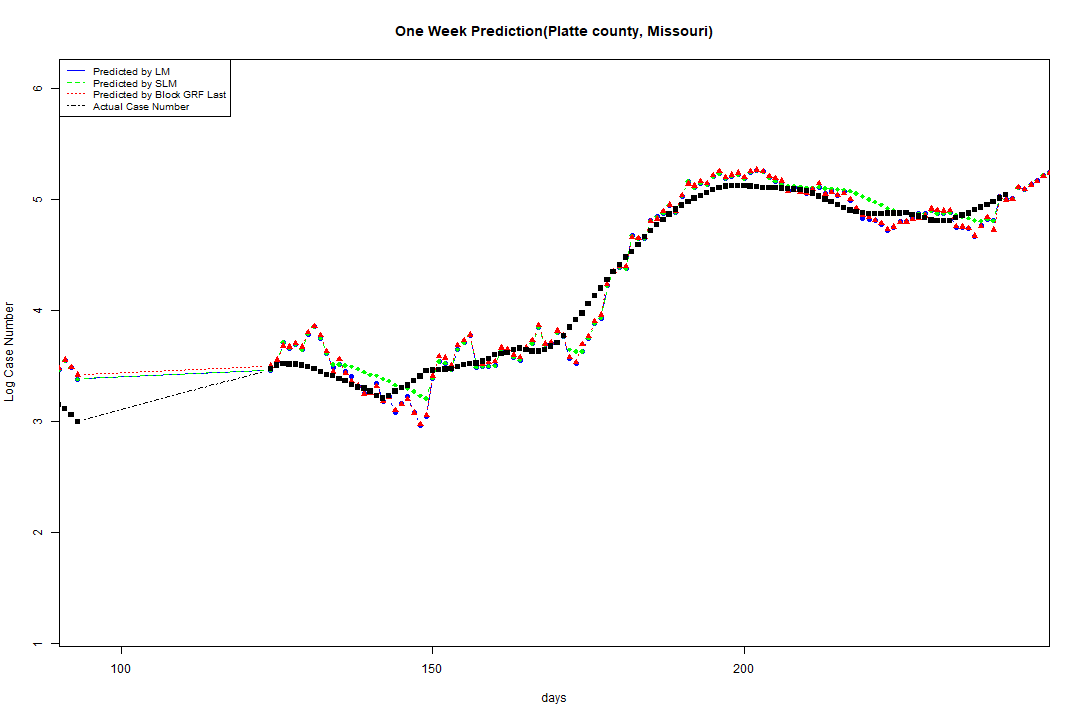 One Week Prediction(Platte county, Missouri)
Predicted by LM
Predicted by SLM
Predicted by Block GRF Last
Actual Case Number
6
5
4
3
2
1
Log Case Number
100
150
200
days